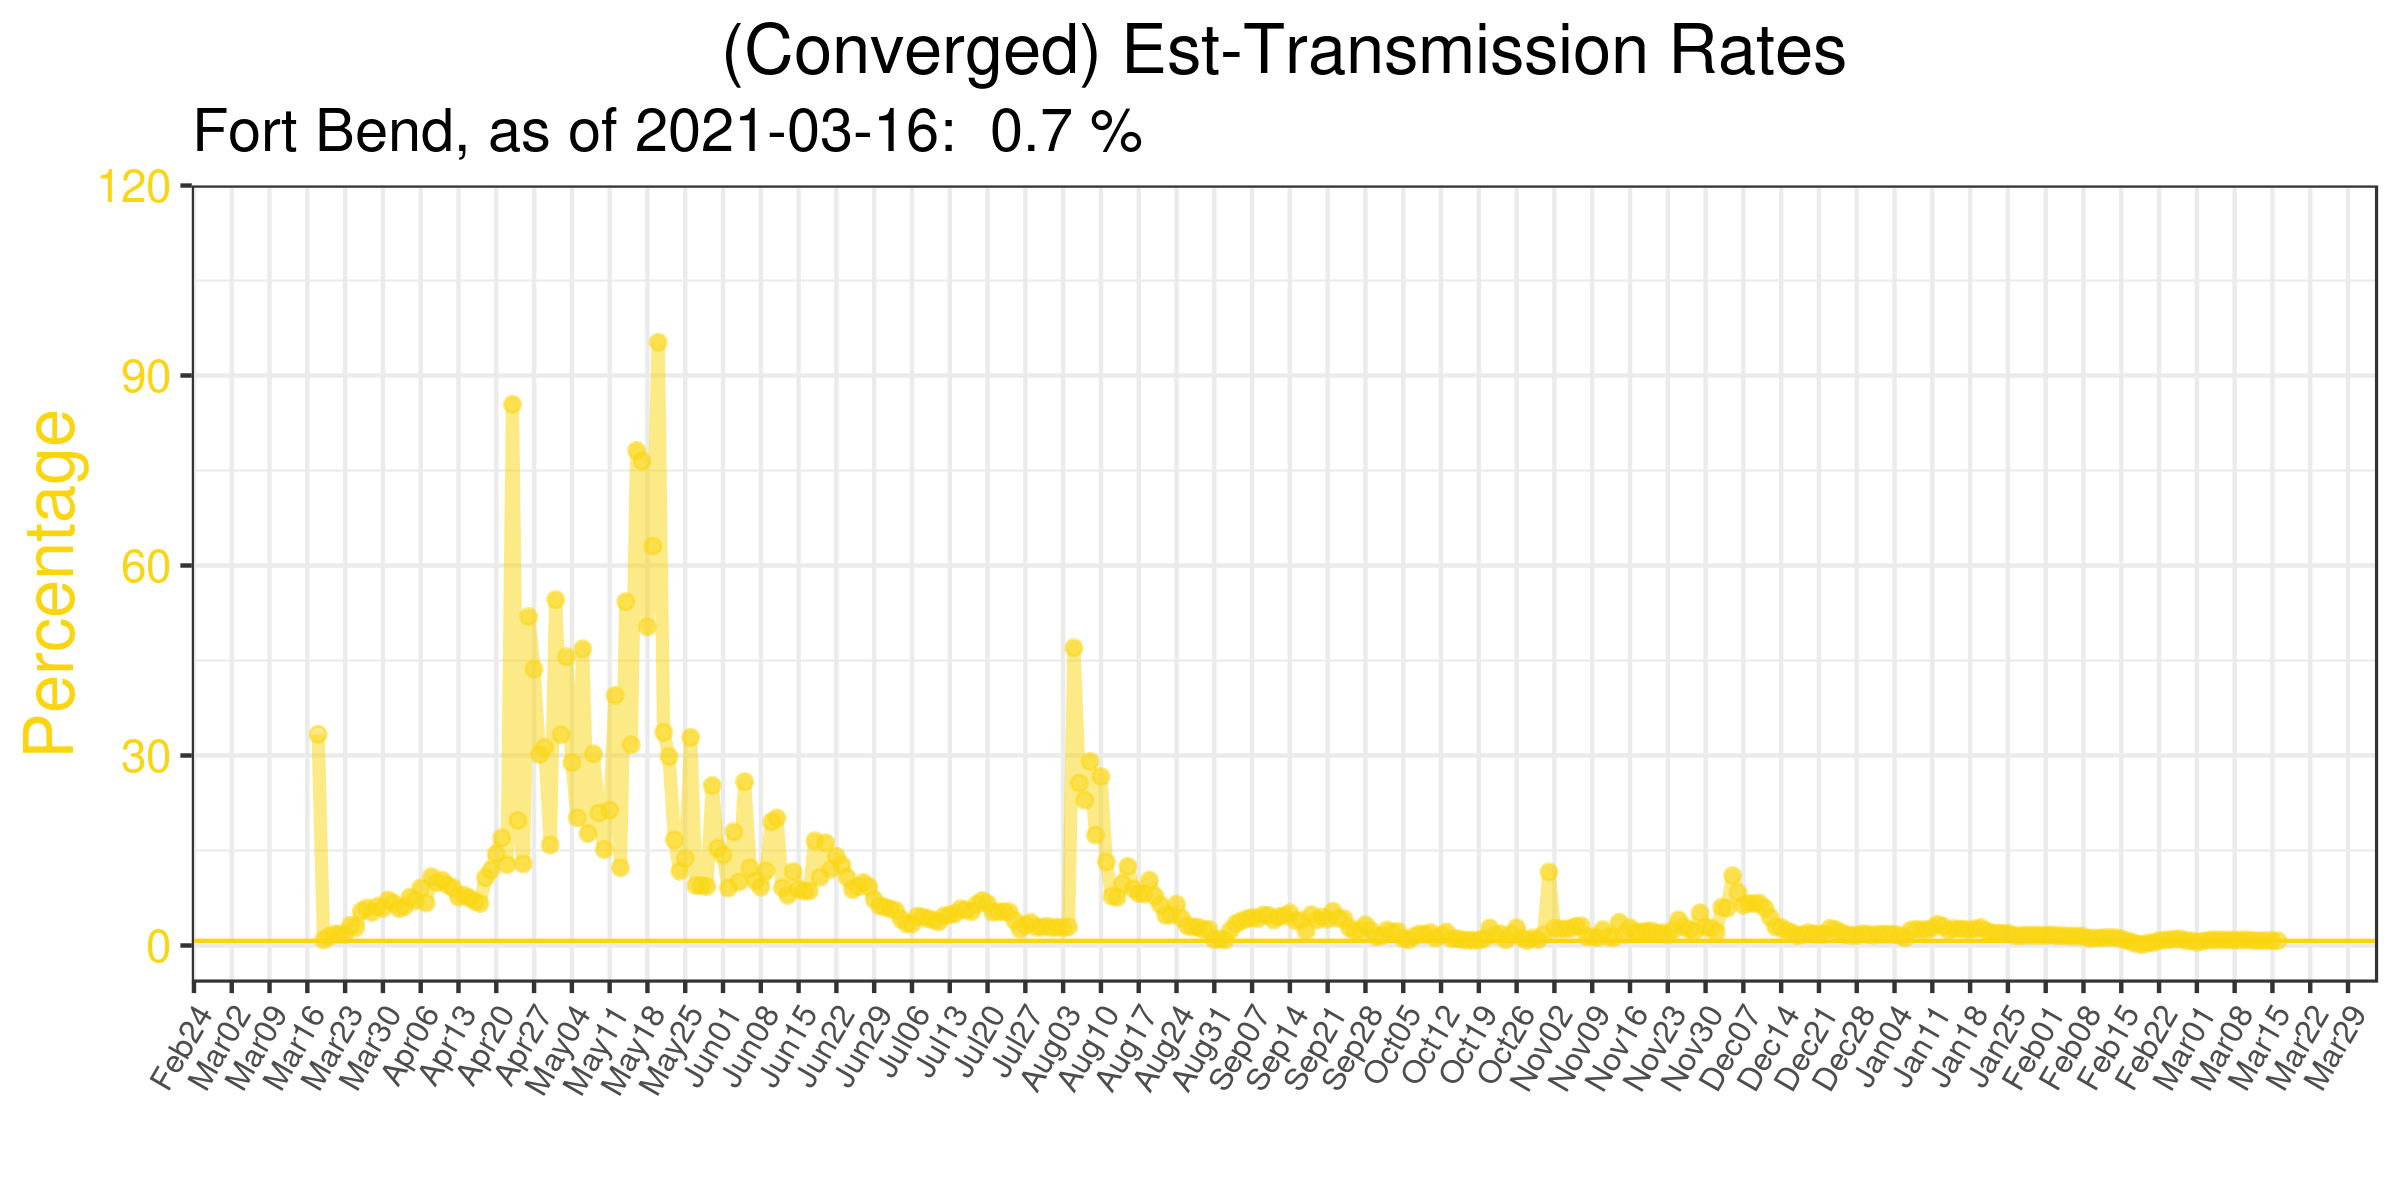 (Converged) Est-Transmission Rates
Fort Bend, as of 2021-03-16:  0.7 %
Percentage
120
90
60
30
0
Feb24
Mar02
Mar09
Mar16
Mar23
Mar30
Apr06
Apr13
Apr20
Apr27
May04
May11
May18
May25
Jun01
Jun08
Jun15
Jun22
Jun29
Jul06
Jul13
Jul20
Jul27
Aug03
Aug10
Aug17
Aug24
Aug31
Sep07
Sep14
Sep21
Sep28
Oct05
Oct12
Oct19
Oct26
Nov02
Nov09
Nov16
Nov23
Nov30
Dec07
Dec14
Dec21
Dec28
Jan04
Jan11
Jan18
Jan25
Feb01
Feb08
Feb15
Feb22
Mar01
Mar08
Mar15
Mar22
Mar29